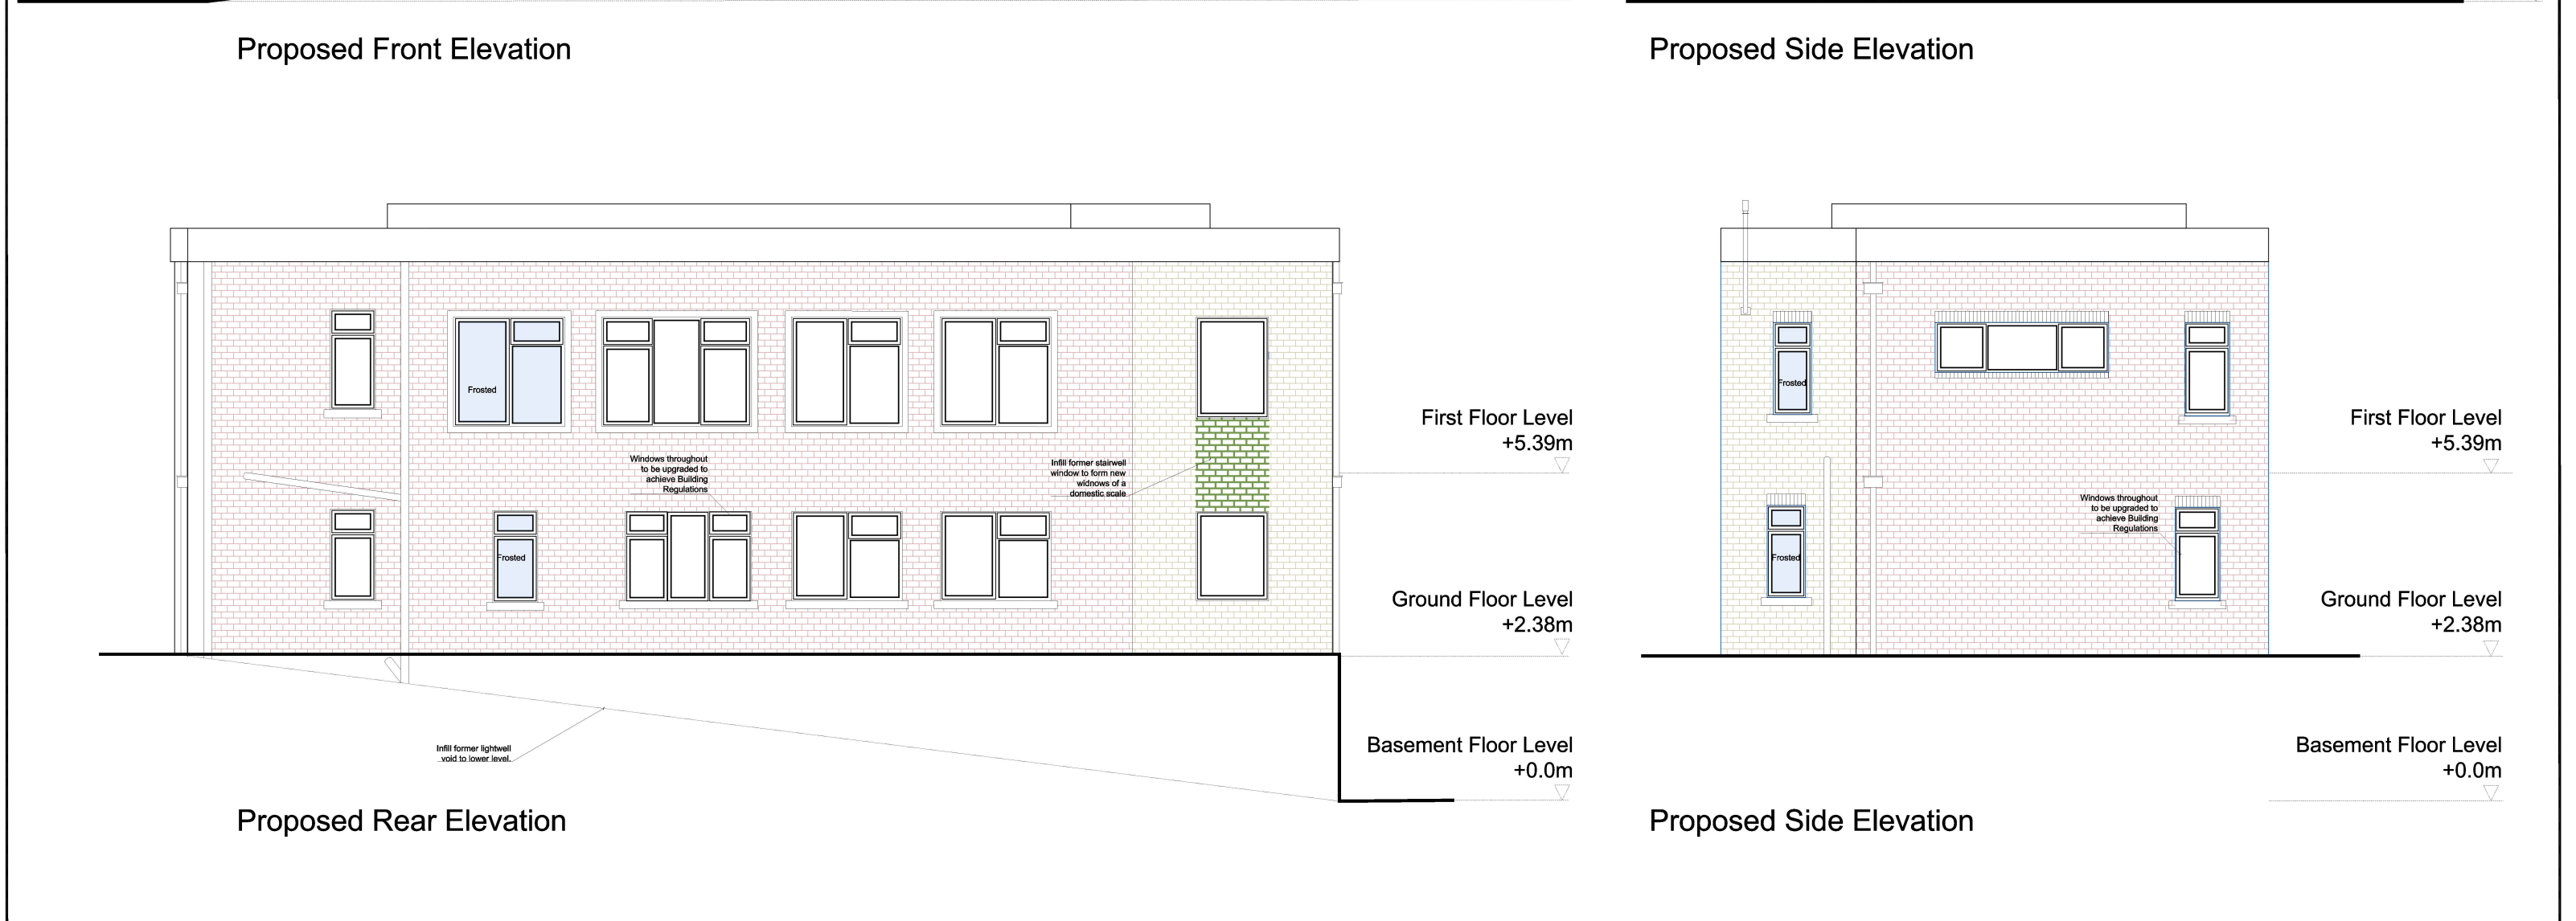 Proposed Front Elevation
Proposed Side Elevation
Frosted
Windows throughout
to be upgraded to
achieve Building
Regulations
Infill former stairwell
window to form new
widnows of a
domestic scale
Frosted
First Floor Level
+5.39m
Ground Floor Level
+2.38m
Infill former lightwell
void to lower level.
Basement Floor Level
+0.0m
Proposed Rear Elevation
Frosted
First Floor Level
+5.39m
Windows throughout
to be upgraded to
achieve Building
Regulations
Frosted
Ground Floor Level
+2.38m
Basement Floor Level
+0.0m
Proposed Side Elevation